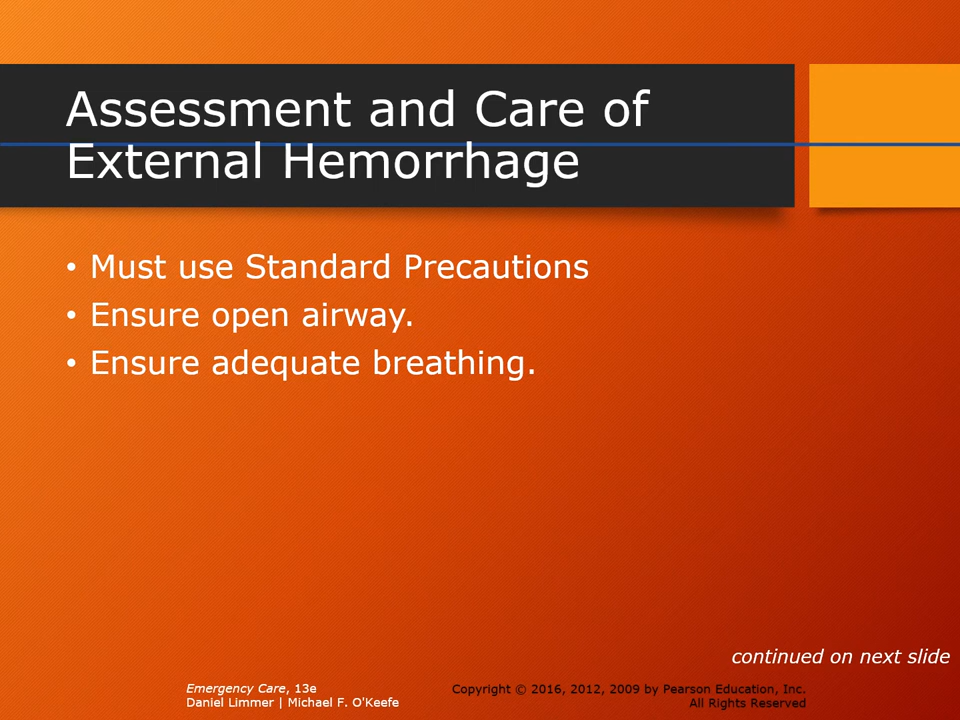 Assessment and Care of
External Hemorrhage
• Must use Standard Precautions
• Ensure open airway.
• Ensure adequate breathing.
continued on next slide
Emergency Care, 13e
Daniel Limmer | Michael F. O'Keefe
Copyright © 2016, 2012, 2009 by Pearson Education, Inc.
All Rights Reserved